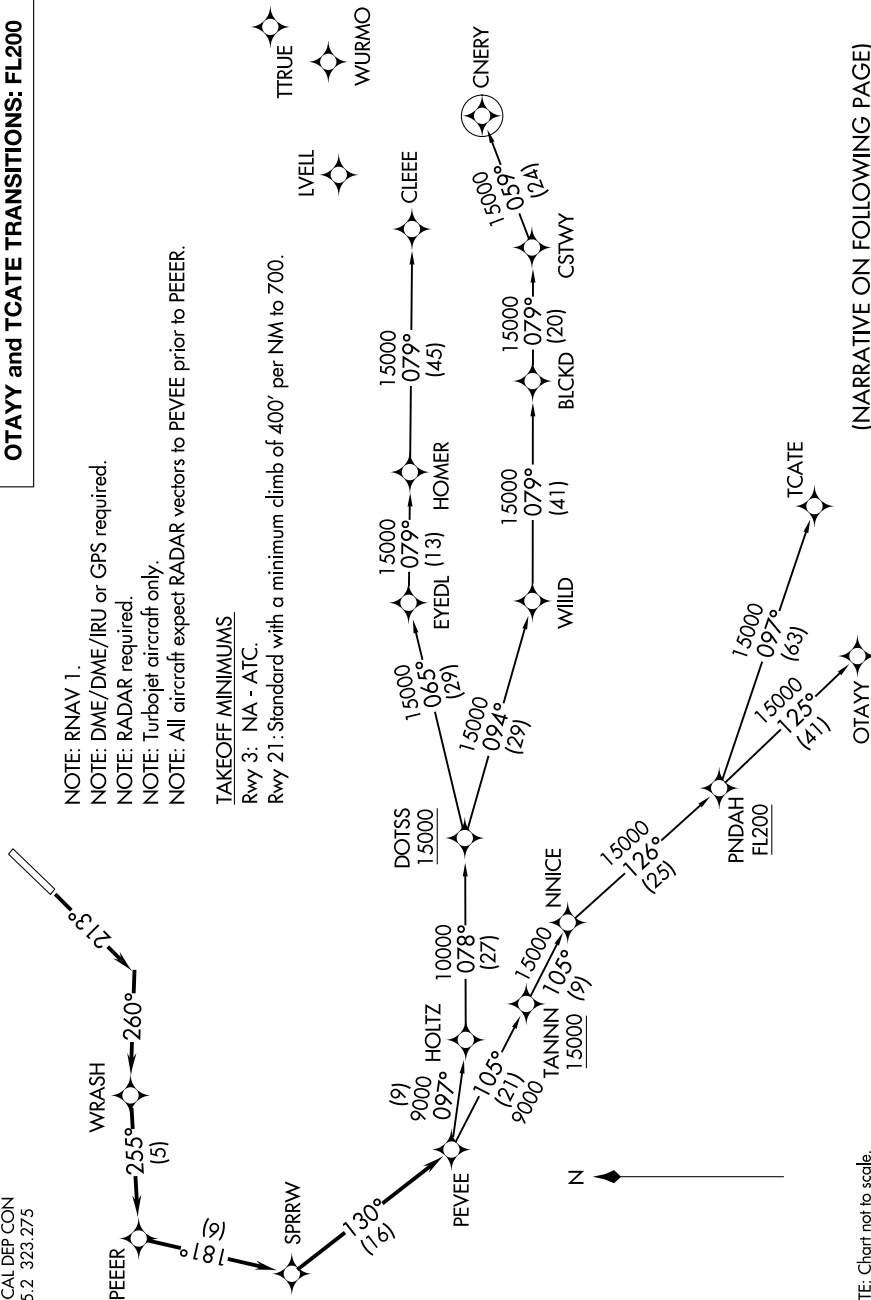 OTAYY and TCATE TRANSITIONS: FL200
CAL DEP CON
5.2 323.275
NOTE: RNAV 1.
NOTE: DME/DME/IRU or GPS required.
NOTE: RADAR required.
NOTE: Turbojet aircraft only.
NOTE: All aircraft expect RADAR vectors to PEVEE prior to PEEER.
TAKEOFF MINIMUMS
Rwy 3: NA - ATC.
Rwy 21: Standard with a minimum climb of 400' per NM to 700.
213°
260°
WRASH
255°
(5)
PEEER
181°
(6)
SPRRW
130°
(16)
PEVEE
(9)
9000
097°
HOLTZ
10000
078°
(27)
DOTSS
15000
15000
065°
(29)
EYEDL
15000
079°
(13)
HOMER
15000
079°
(45)
CLEEE
LVELL
TTRUE
WURMO
15000
094°
(29)
WIILD
15000
079°
(41)
BLCKD
15000
079°
(20)
CSTWY
15000
059°
(24)
CNERY
105°
(21)
9000
TANNN
15000
15000
105°
(9)
NNICE
15000
126°
(25)
PNDAH
FL200
15000
097°
(63)
TCATE
15000
125°
(41)
OTAYY
N
TE: Chart not to scale.
(NARRATIVE ON FOLLOWING PAGE)